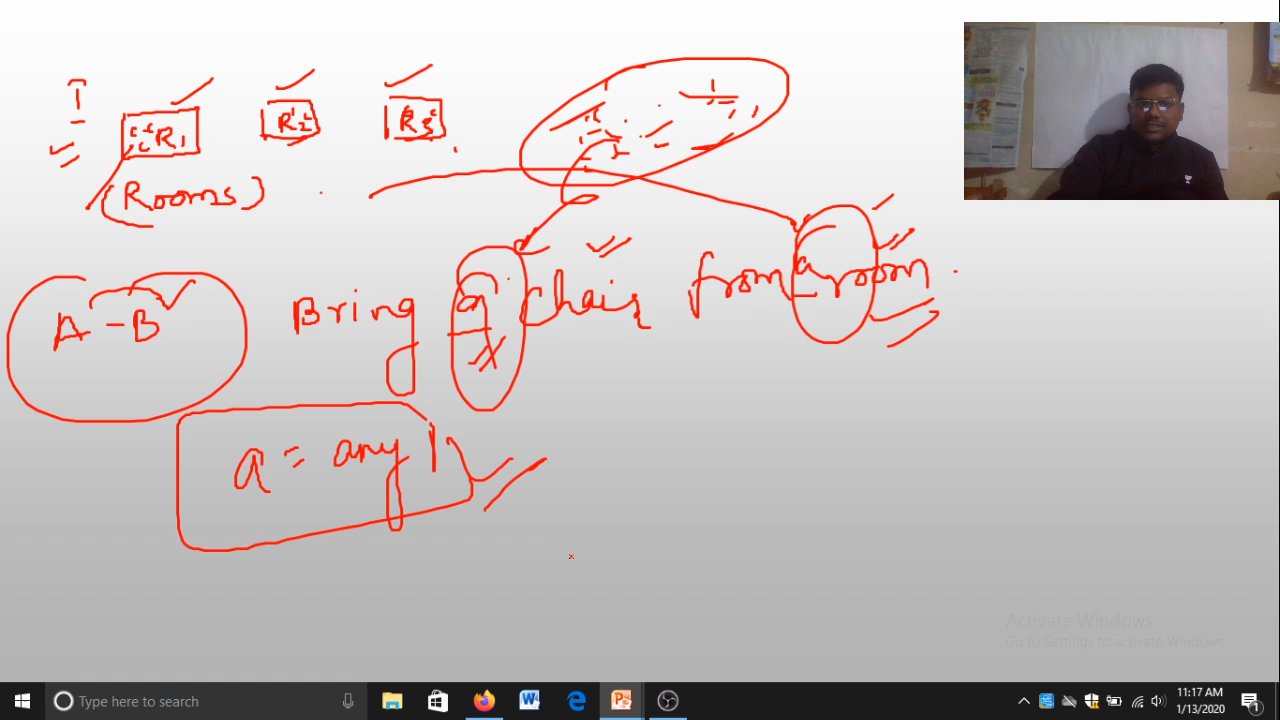 I
R1 R2 R3
(Rooms)
A - B
Bring a chair from a room.
a = any 1
Activate Windows
Go to Settings to activate Windows.
Type here to search
11:17 AM
1/13/2020